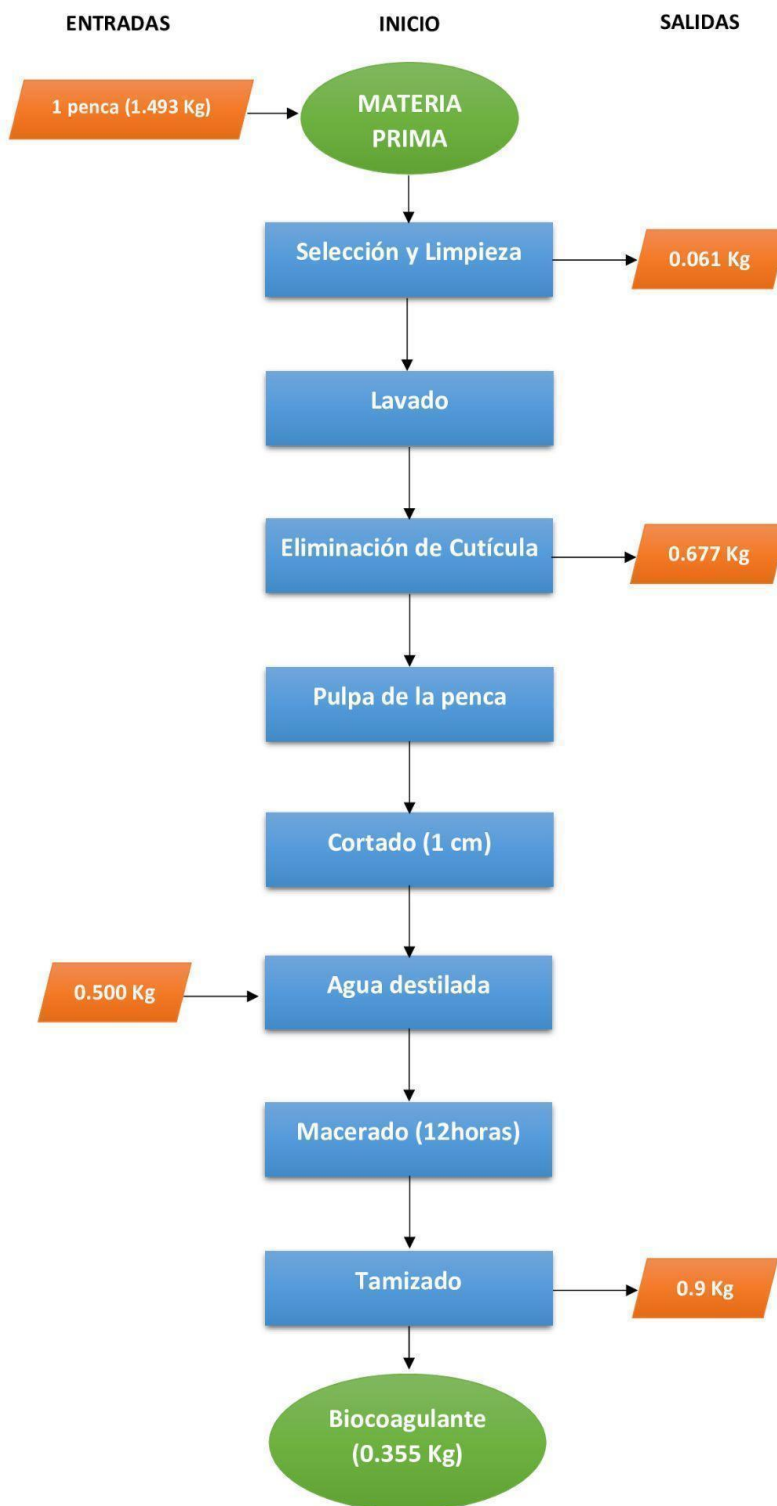 ENTRADAS INICIO SALIDAS
1 penca (1.493 Kg)
MATERIA
PRIMA
Selección y Limpieza
0.061 Kg
Lavado
Eliminación de Cutícula
0.677 Kg
Pulpa de la penca
Cortado (1 cm)
0.500 Kg
Agua destilada
Macerado (12horas)
Tamizado
0.9 Kg
Biocoagulante
(0.355 Kg)